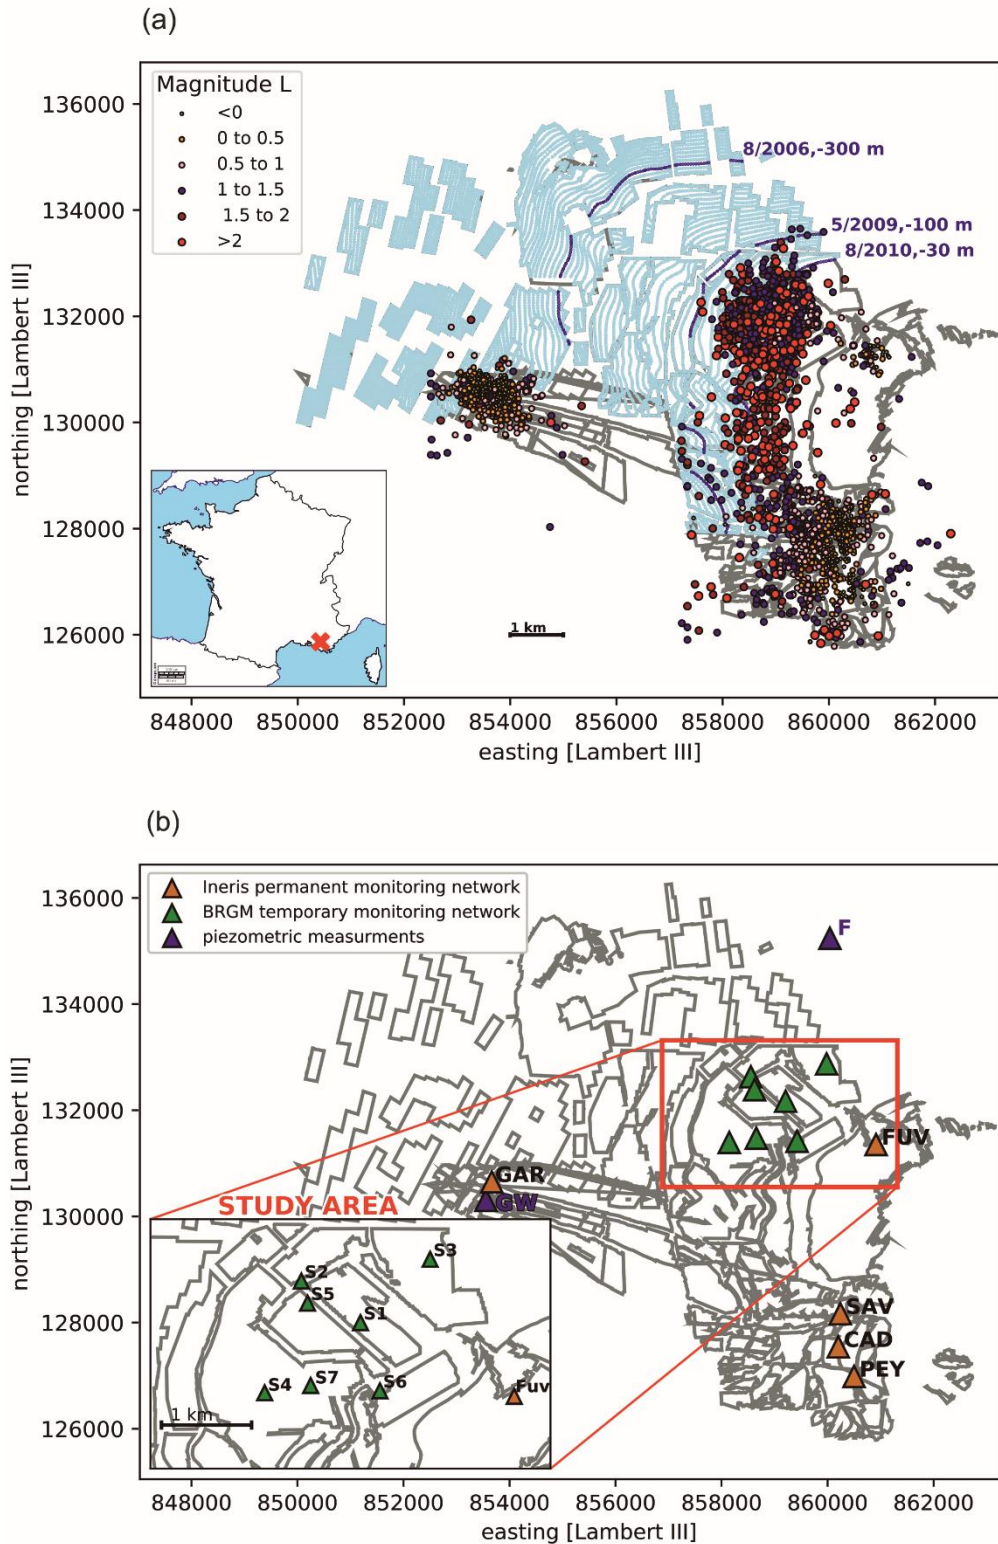 (a)
Magnitude L
<0
0 to 0.5
0.5 to 1
1 to 1.5
1.5 to 2
>2
8/2006,-300 m
5/2009,-100 m
8/2010,-30 m
1 km
136000
134000
132000
130000
128000
126000
northing [Lambert III]
848000 850000 852000 854000 856000 858000 860000 862000
easting [Lambert III]
(b)
Ineris permanent monitoring network
BRGM temporary monitoring network
piezometric measurments
F
FUV
GAR
GW
SAV
CAD
PEY
STUDY AREA
S3
S2
S5
S1
S4
S7
S6
Fuv
1 km
136000
134000
132000
130000
128000
126000
northing [Lambert III]
848000 850000 852000 854000 856000 858000 860000 862000
easting [Lambert III]